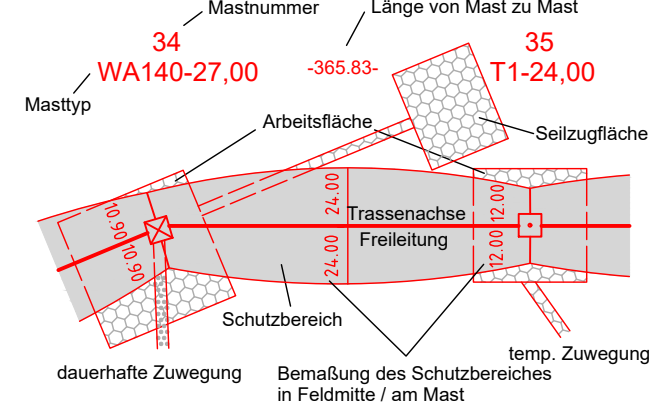 Mastnummer
Länge von Mast zu Mast
34
35
WA140-27,00
-365.83-
T1-24,00
Masttyp
Arbeitsfläche
Seilzugfläche
10.90
10.90
24.00
24.00
12.00
12.00
Trassenachse
Freileitung
Schutzbereich
dauerhafte Zuwegung
temp. Zuwegung
Bemaßung des Schutzbereiches
in Feldmitte / am Mast